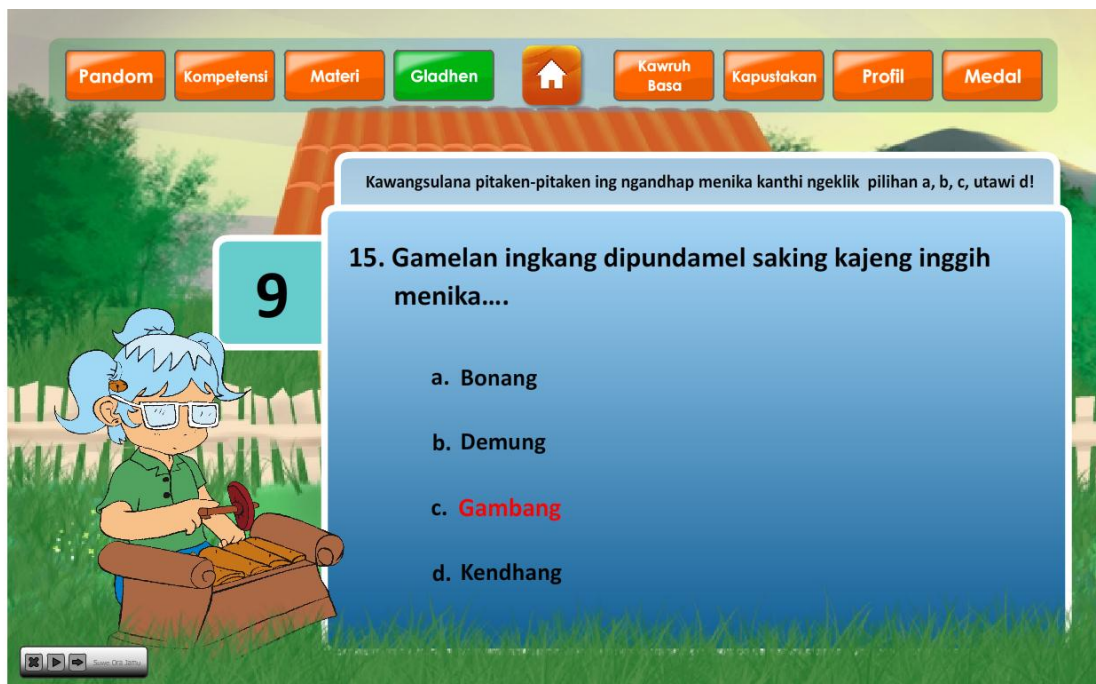 Pandom
Kompetensi
Materi
Gladhen
Kawruh
Basa
Kapustakan
Profil
Medal
Kawangsulana pitaken-pitaken ing ngandhap menika kanthi ngeklik pilihan a, b, c, utawi d!
9
15. Gamelan ingkang dipundamel saking kajeng inggih
menika....
a. Bonang
b. Demung
c. Gambang
d. Kendhang